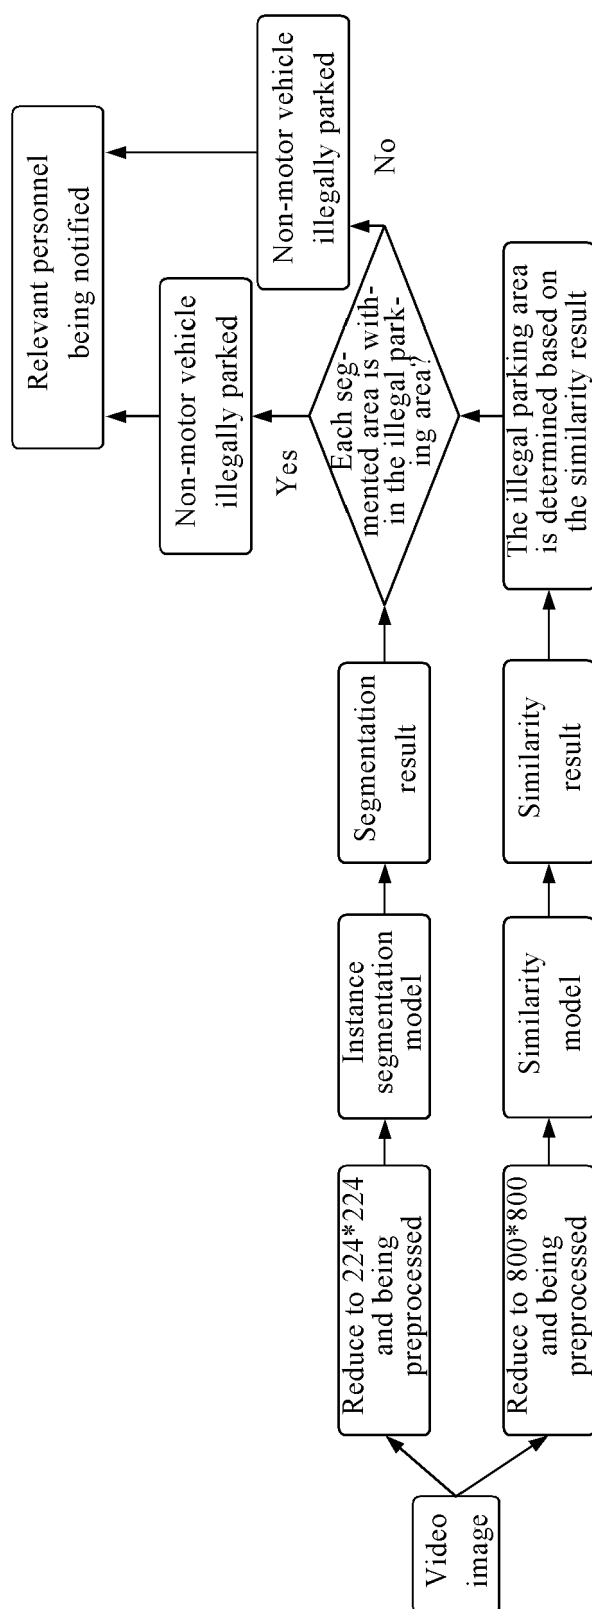 Video
image
Reduce to 224*224
and being
preprocessed
Instance
segmentation
model
Segmentation
result
Reduce to 800*800
and being
preprocessed
Similarity
model
Similarity
result
The illegal parking area
is determined based on
the similarity result
Each seg-
mented area is with-
in the illegal park-
ing area?
Yes
Non-motor vehicle
illegally parked
No
Non-motor vehicle
illegally parked
Relevant personnel
being notified